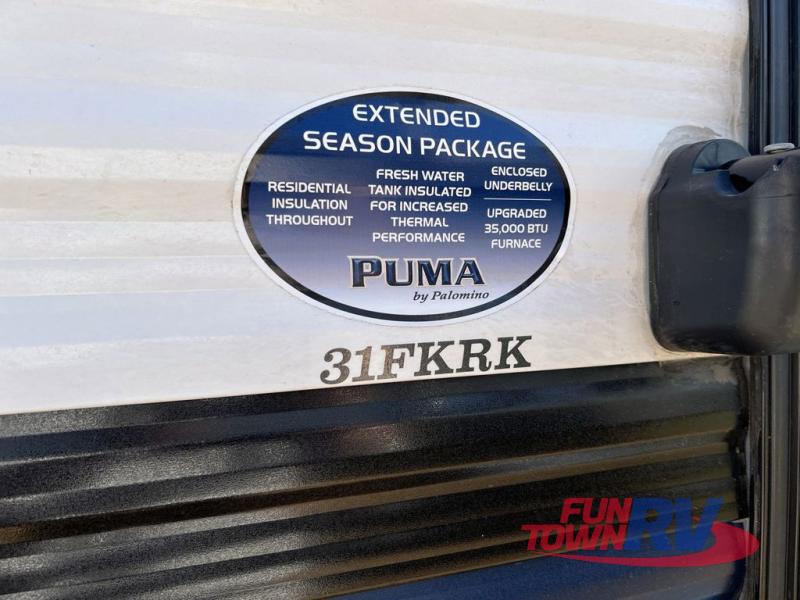 EXTENDED
SEASON PACKAGE
RESIDENTIAL
INSULATION
THROUGHOUT
FRESH WATER
TANK INSULATED
FOR INCREASED
THERMAL
PERFORMANCE
ENCLOSED
UNDERBELLY
UPGRADED
35,000 BTU
FURNACE
PUMA
by Palomino
31FKRK
FUN
TOWN RV